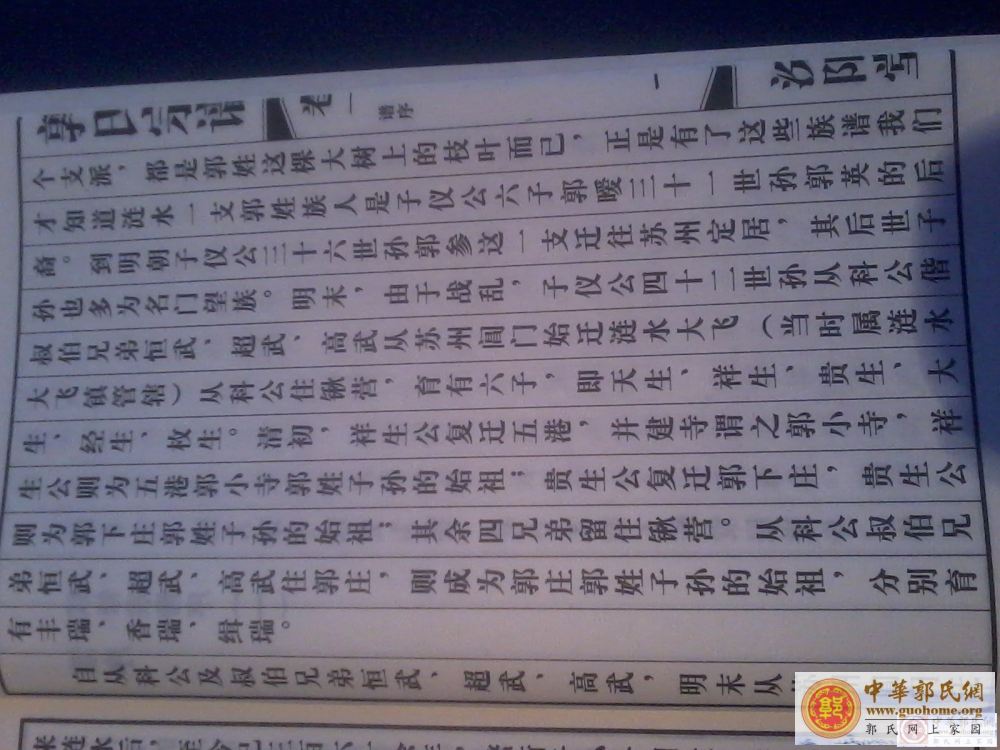 郭氏宗谱
卷一
谱序
一
汾阳堂
个支派，都是郭姓这棵大树上的枝叶而已，正是有了这些族谱我们
才知道涟水一支郭姓族人是子仪公六子郭暧三十一世孙郭英的后
裔。到明朝子仪公三十六世孙郭参这一支迁往苏州定居，其后世子
孙也多为名门望族。明末，由于战乱，子仪公四十二世孙从科公偕
叔伯兄弟恒武、超武、高武从苏州阊门始迁涟水大飞（当时属涟水
大飞镇管辖）从科公住锹营，育有六子，即天生、祥生、贵生、大
生、经生、枚生。清初，祥生公复迁五港，并建寺谓之郭小寺，祥
生公则为五港郭小寺郭姓子孙的始祖；贵生公复迁郭下庄，贵生公
则为郭下庄郭姓子孙的始祖；其余四兄弟留住锹营。从科公叔伯兄
弟恒武、超武、高武住郭庄，则成为郭庄郭姓子孙的始祖，分别育
有丰瑞、香瑞、缉瑞。
自从科公及叔伯兄弟恒武、超武、高武，明末从
中華郭氏網
www.guohome.org
郭氏网上家园